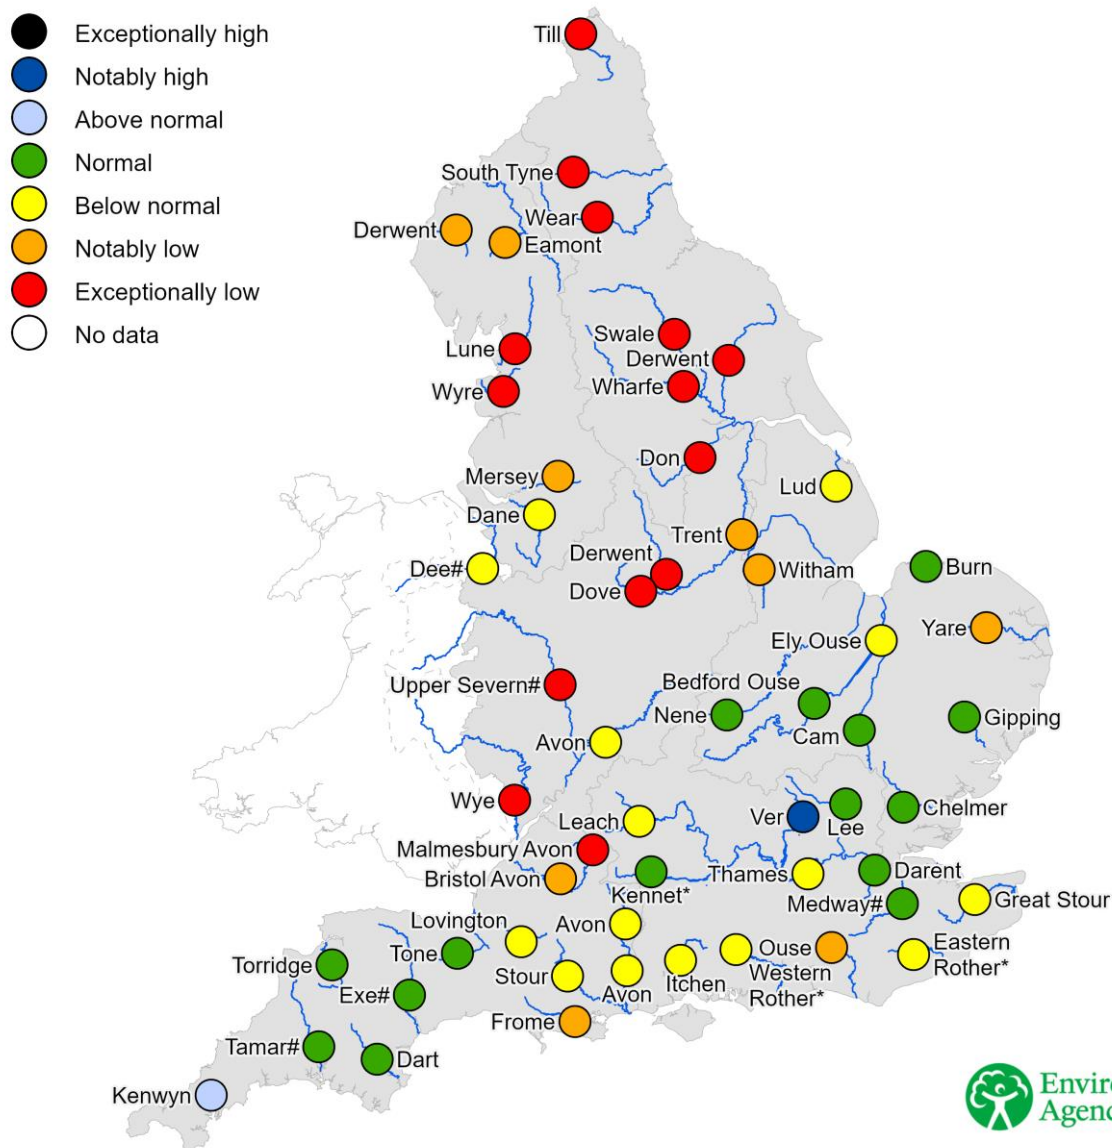 Exceptionally high
Notably high
Above normal
Normal
Below normal
Notably low
Exceptionally low
No data
Till
South Tyne
Wear
Derwent
Eamont
Swale
Lune
Derwent
Wharfe
Wyre
Don
Mersey
Lud
Dane
Trent
Derwent
Dee#
Witham
Burn
Dove
Yare
Ely Ouse
Upper Severn#
Bedford Ouse
Nene
Gipping
Cam
Avon
Wye
Chelmer
Ver
Leach
Lee
Malmesbury Avon
Bristol Avon
Kennet*
Thames
Darent
Medway#
Great Stour
Lovington
Avon
Tone
Ouse
Eastern
Rother*
Torridge
Stour
Avon
Itchen
Western
Rother*
Exe#
Frome
Tamar#
Dart
Kenwyn
Enviro
Agenc